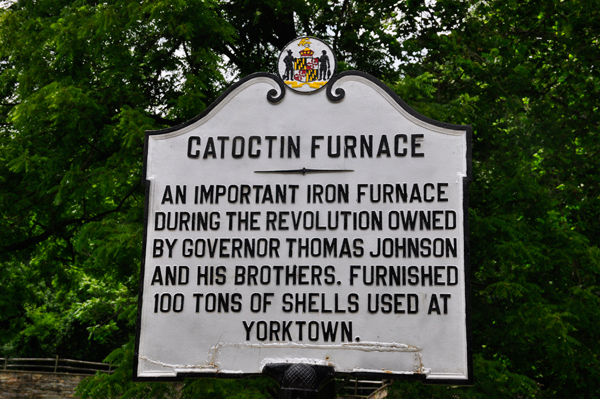 CATOCTIN FURNACE
AN IMPORTANT IRON FURNACE
DURING THE REVOLUTION OWNED
BY GOVERNOR THOMAS JOHNSON
AND HIS BROTHERS. FURNISHED
100 TONS OF SHELLS USED AT
YORKTOWN.